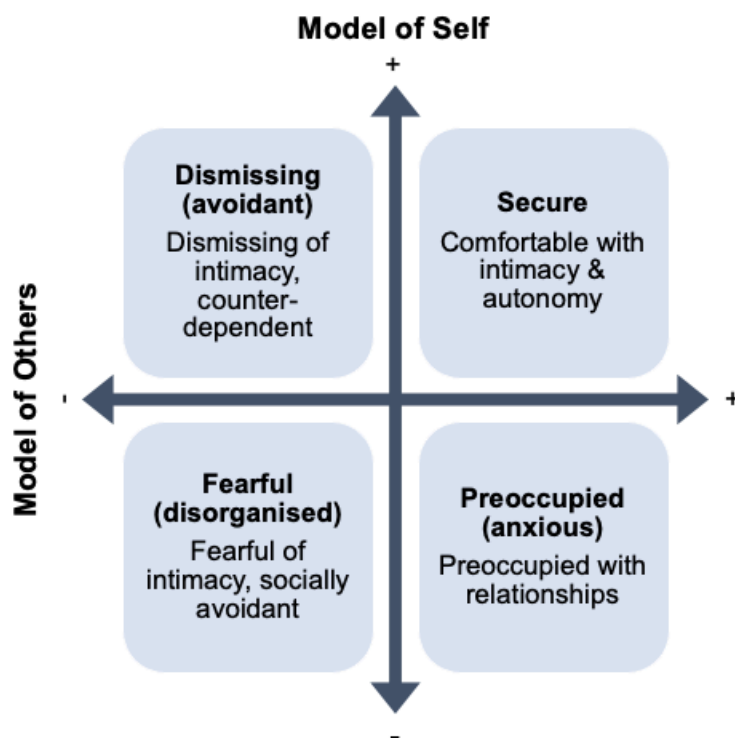 Model of Self
+
Dismissing
(avoidant)
Dismissing of
intimacy,
counter-
dependent
Secure
Comfortable with
intimacy &
autonomy
Model of Others
-
+
Fearful
(disorganised)
Fearful of
intimacy, socially
avoidant
Preoccupied
(anxious)
Preoccupied with
relationships
-